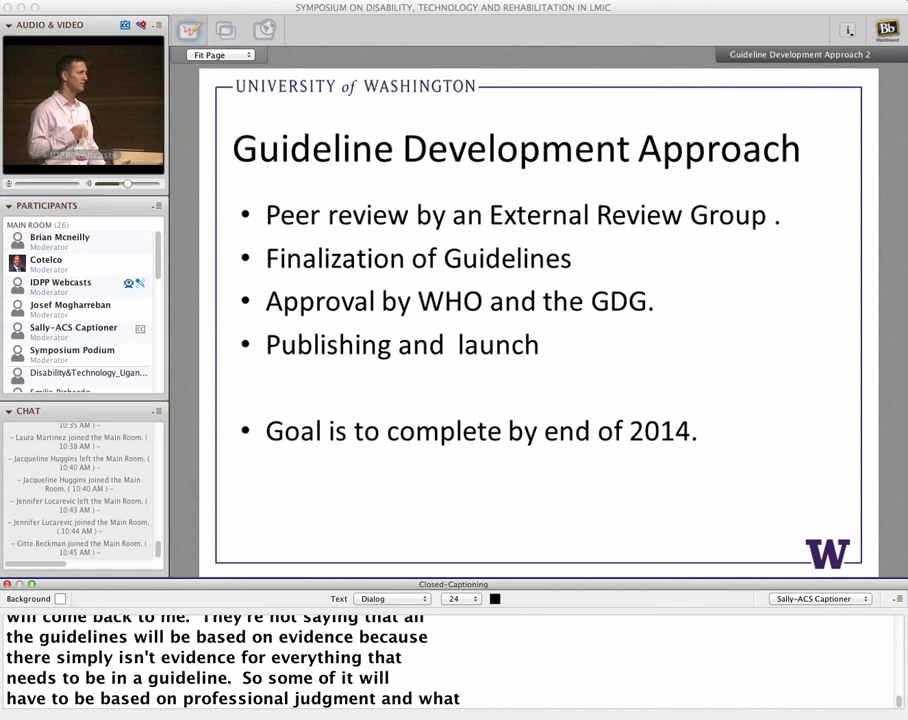 SYMPOSIUM ON DISABILITY, TECHNOLOGY AND REHABILITATION IN LMIC
AUDIO & VIDEO
IDPP Webcasts
PARTICIPANTS
MAIN ROOM (26)
Brian Mcneilly
Moderator
Cotelco
Moderator
IDPP Webcasts
Moderator
Josef Mogharreban
Moderator
Sally-ACS Captioner
Moderator
Symposium Podium
Moderator
Disability&Technology_Ugan...
CHAT
10:35 AM ) ~
~ Laura Martinez joined the Main Room. (
10:38 AM ) ~
~ Jacqueline Huggins left the Main Room. (
10:40 AM ) ~
~ Jacqueline Huggins joined the Main
Room. ( 10:40 AM ) ~
~ Jennifer Lucarevic left the Main Room. (
10:43 AM ) ~
~ Jennifer Lucarevic joined the Main Room.
( 10:44 AM ) ~
~ Gitte Beckman joined the Main Room. (
10:45 AM ) ~
Fit Page
Bb
Blackboard
Guideline Development Approach 2
UNIVERSITY of WASHINGTON
Guideline Development Approach
• Peer review by an External Review Group .
• Finalization of Guidelines
• Approval by WHO and the GDG.
• Publishing and launch
• Goal is to complete by end of 2014.
W
Closed-Captioning
Background
Text
Dialog
24
Sally-ACS Captioner
will come back to me. They're not saying that all
the guidelines will be based on evidence because
there simply isn't evidence for everything that
needs to be in a guideline. So some of it will
have to be based on professional judgment and what